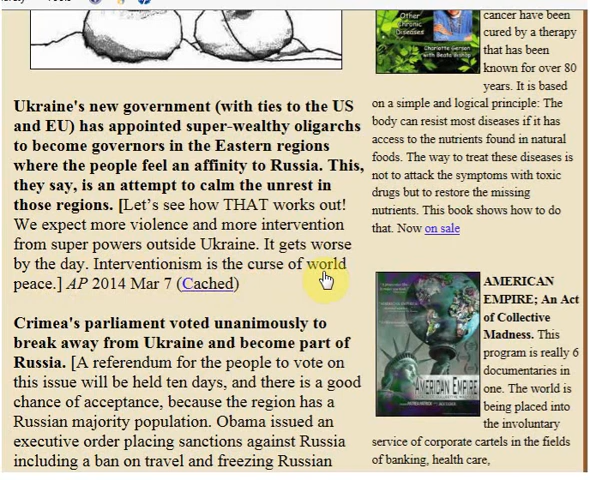 Ukraine's new government (with ties to the US
and EU) has appointed super-wealthy oligarchs
to become governors in the Eastern regions
where the people feel an affinity to Russia. This,
they say, is an attempt to calm the unrest in
those regions. [Let's see how THAT works out!
We expect more violence and more intervention
from super powers outside Ukraine. It gets worse
by the day. Interventionism is the curse of world
peace.] AP 2014 Mar 7 (Cached)
Crimea's parliament voted unanimously to
break away from Ukraine and become part of
Russia. [A referendum for the people to vote on
this issue will be held ten days, and there is a good
chance of acceptance, because the region has a
Russian majority population. Obama issued an
executive order placing sanctions against Russia
including a ban on travel and freezing Russian
Other
Chronic
Diseases
Charlotte Gerson
cancer have been
cured by a therapy
that has been
known for over 80
years. It is based
on a simple and logical principle: The
body can resist most diseases if it has
access to the nutrients found in natural
foods. The way to treat these diseases is
not to attack the symptoms with toxic
drugs but to restore the missing
nutrients. This book shows how to do
that. Now on sale
AMERICAN EMPIRE
AMERICAN
EMPIRE; An Act
of Collective
Madness. This
program is really 6
documentaries in
one. The world is
being placed into
the involuntary
service of corporate cartels in the fields
of banking, health care,